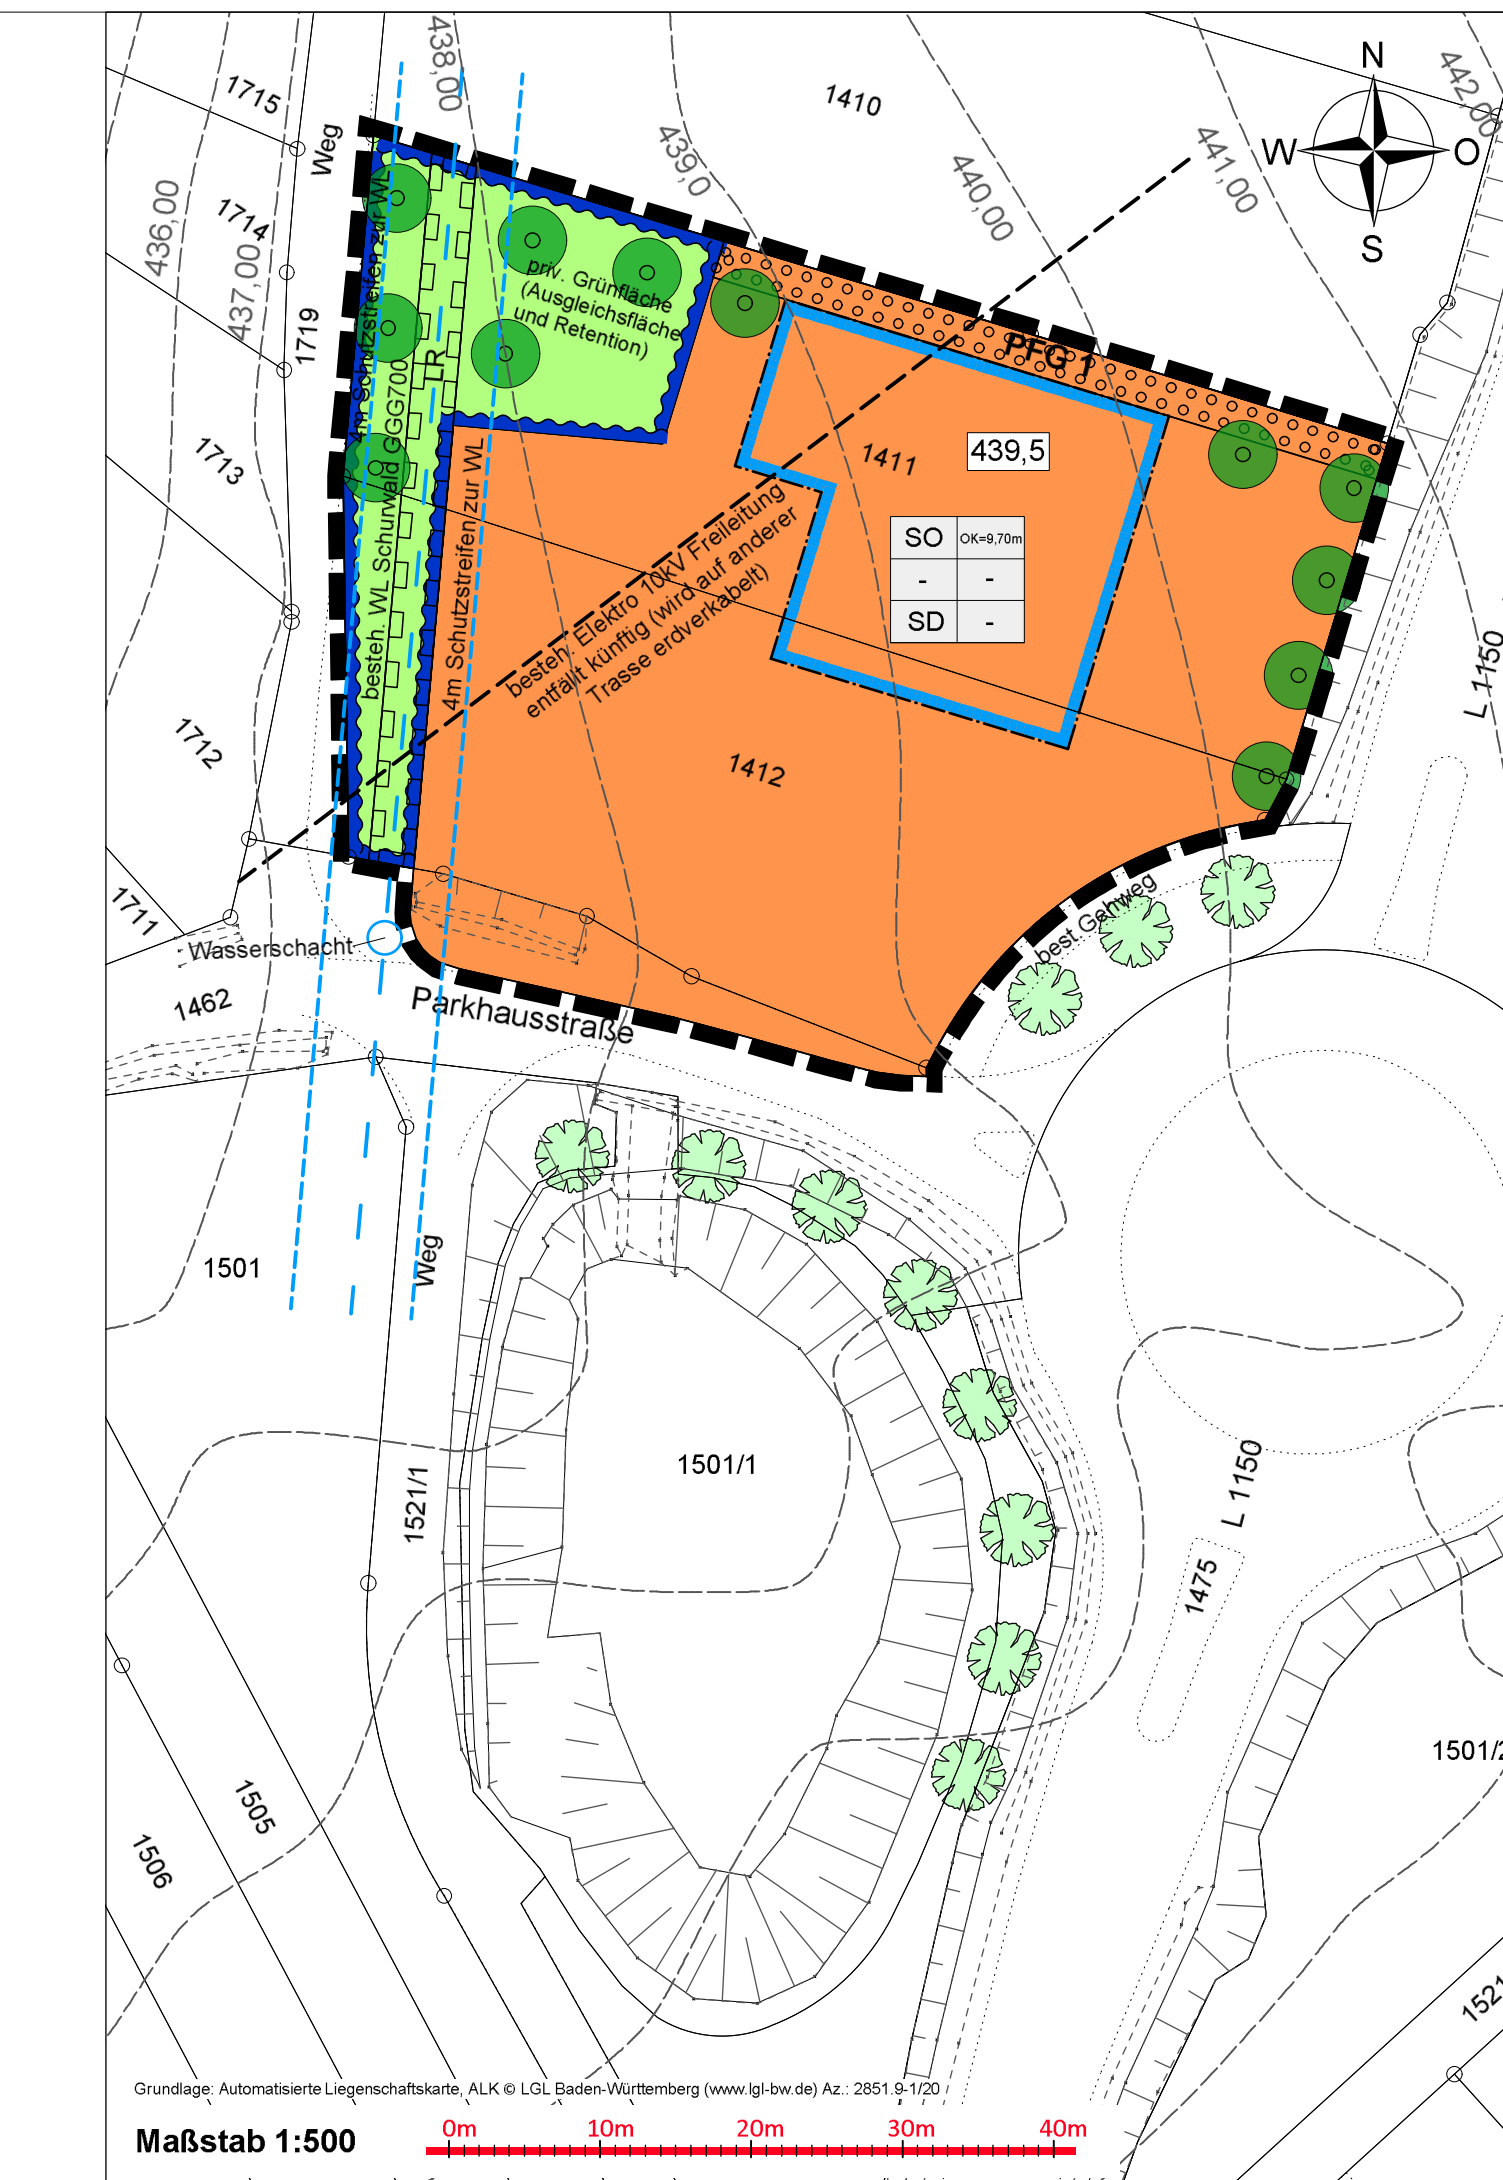 438,00
442,00
N
W
O
S
1715
1410
Weg
439,0
440,00
441,00
436,00
1714
437,00
1719
4m Schutzstreifen zur WL
LR
priv. Grünfläche
(Ausgleichsfläche
und Retention)
PFG 1
1713
1411
439,5
besteh. WL Schurwald GGG700
4m Schutzstreifen zur WL
besteh. Elektro 10kV Freileitung
entfällt künftig (wird auf anderer
Trasse erdverkabelt)
SO
OK=9,70m
-
-
SD
-
L 1150
1712
1412
1711
best Gehweg
Wasserschacht
1462
Parkhausstraße
1501
Weg
1501/1
1521/1
L 1150
1475
1501/2
1505
1506
1521
Grundlage: Automatisierte Liegenschaftskarte, ALK © LGL Baden-Württemberg (www.lgl-bw.de) Az.: 2851.9-1/20
Maßstab 1:500
0m
10m
20m
30m
40m